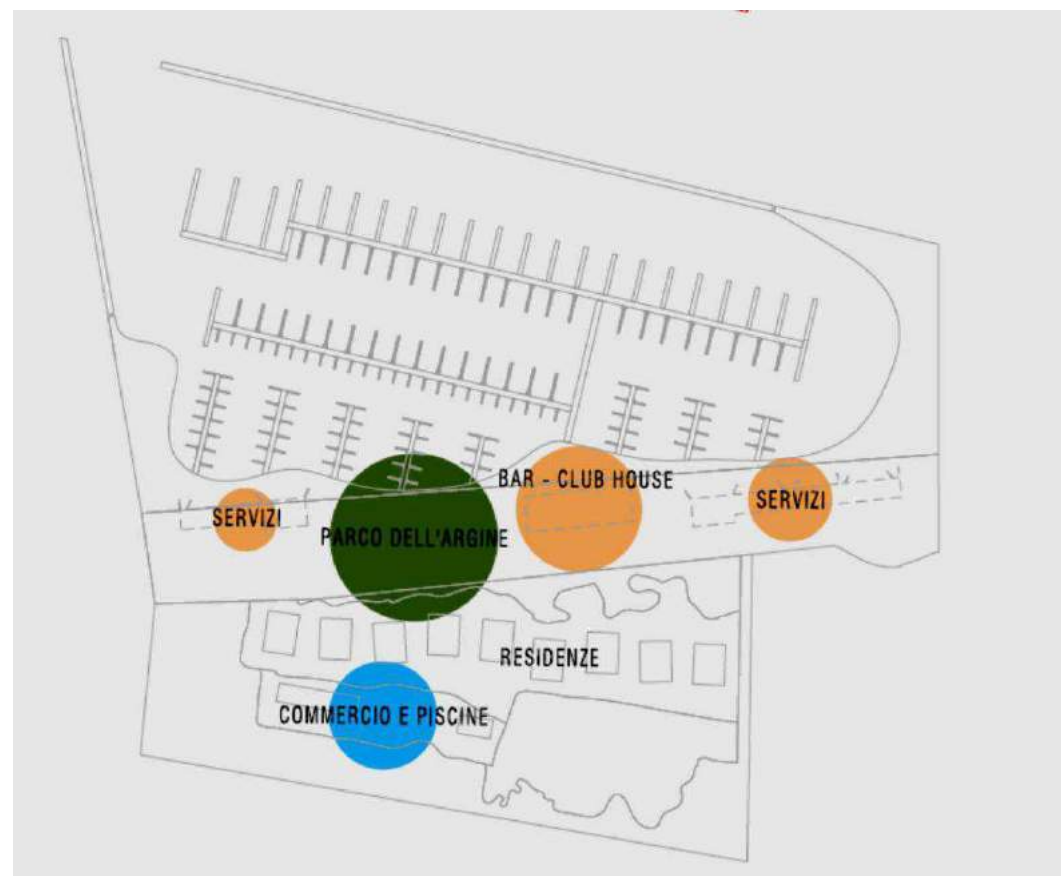 BAR - CLUB HOUSE
SERVIZI
SERVIZI
PARCO DELL'ARGINE
RESIDENZE
COMMERCIO E PISCINE